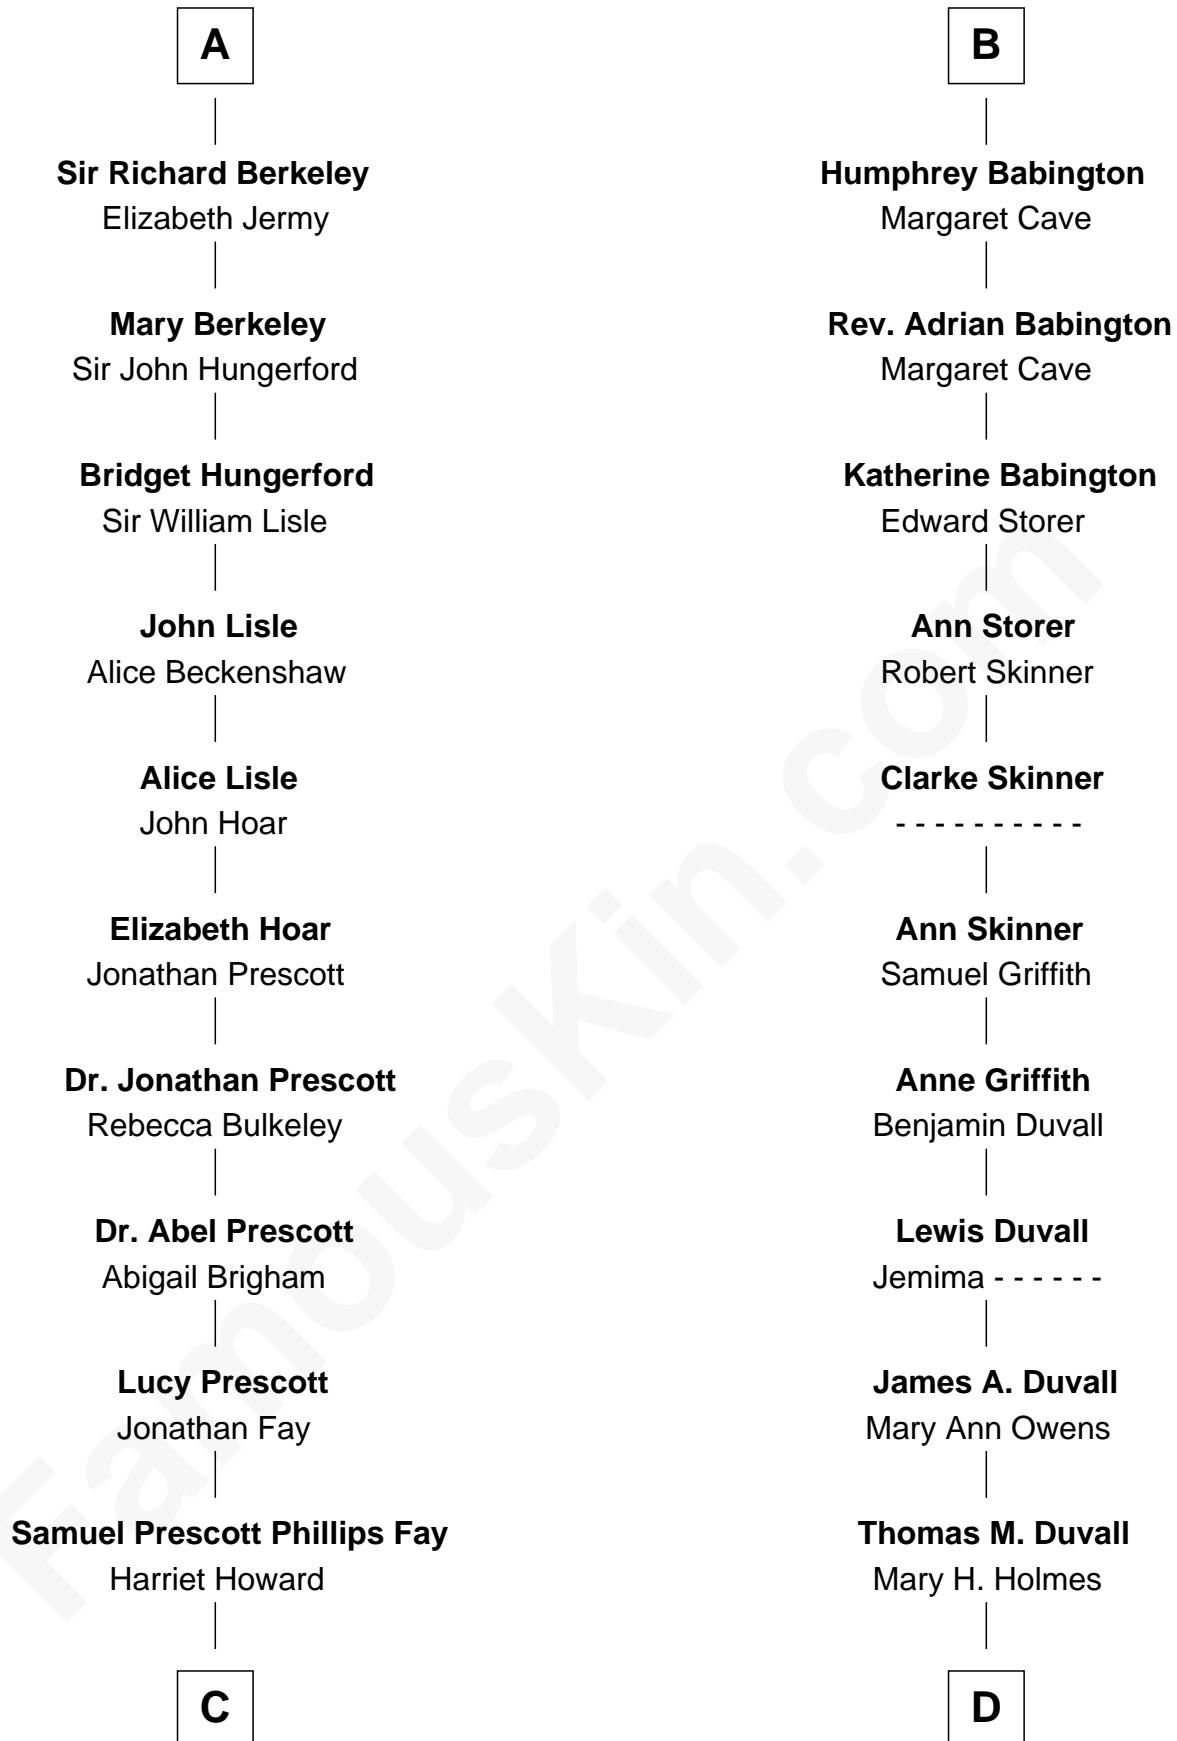 A
Sir Richard Berkeley
Elizabeth Jermy
Mary Berkeley
Sir John Hungerford
Bridget Hungerford
Sir William Lisle
John Lisle
Alice Beckenshaw
Alice Lisle
John Hoar
Elizabeth Hoar
Jonathan Prescott
Dr. Jonathan Prescott
Rebecca Bulkeley
Dr. Abel Prescott
Abigail Brigham
Lucy Prescott
Jonathan Fay
Samuel Prescott Phillips Fay
Harriet Howard
C
B
Humphrey Babington
Margaret Cave
Rev. Adrian Babington
Margaret Cave
Katherine Babington
Edward Storer
Ann Storer
Robert Skinner
Clarke Skinner
- - - - - - - - - -
Ann Skinner
Samuel Griffith
Anne Griffith
Benjamin Duvall
Lewis Duvall
Jemima - - - - - -
James A. Duvall
Mary Ann Owens
Thomas M. Duvall
Mary H. Holmes
D
FamousKin.com